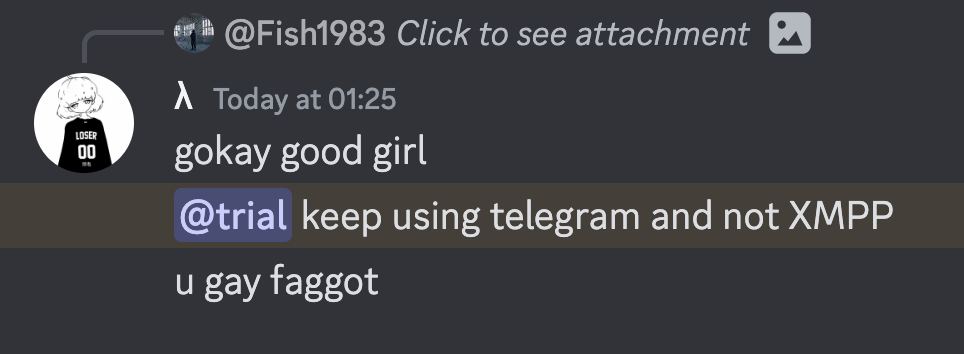 @Fish1983 Click to see attachment
λ Today at 01:25
LOSER
00
gokay good girl
@trial keep using telegram and not XMPP
u gay faggot